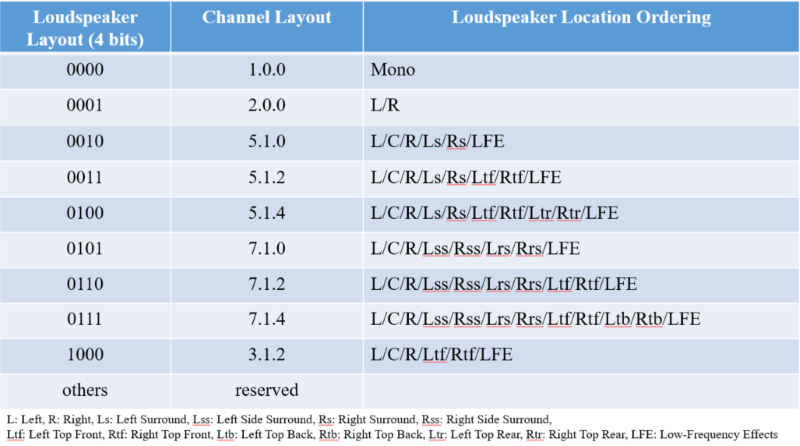 Loudspeaker Layout (4 bits) Channel Layout Loudspeaker Location Ordering
0000 1.0.0 Mono
0001 2.0.0 L/R
0010 5.1.0 L/C/R/Ls/Rs/LFE
0011 5.1.2 L/C/R/Ls/Rs/Ltf/Rtf/LFE
0100 5.1.4 L/C/R/Ls/Rs/Ltf/Rtf/Ltr/Rtr/LFE
0101 7.1.0 L/C/R/Lss/Rss/Lrs/Rrs/LFE
0110 7.1.2 L/C/R/Lss/Rss/Lrs/Rrs/Ltf/Rtf/LFE
0111 7.1.4 L/C/R/Lss/Rss/Lrs/Rrs/Ltf/Rtf/Ltb/Rtb/LFE
1000 3.1.2 L/C/R/Ltf/Rtf/LFE
others reserved
L: Left, R: Right, Ls: Left Surround, Lss: Left Side Surround, Rs: Right Surround, Rss: Right Side Surround,
Ltf: Left Top Front, Rtf: Right Top Front, Ltb: Left Top Back, Rtb: Right Top Back, Ltr: Left Top Rear, Rtr: Right Top Rear, LFE: Low-Frequency Effects